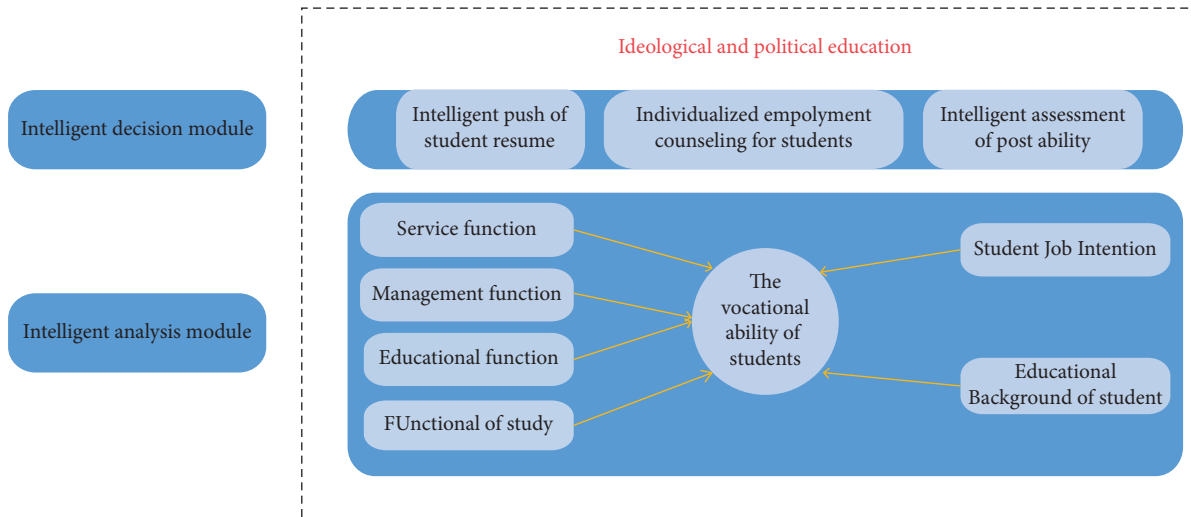 Ideological and political education
Intelligent decision module
Intelligent push of
student resume
Individualized empolyment
counseling for students
Intelligent assessment
of post ability
Intelligent analysis module
Service function
Management function
Educational function
FUnctional of study
The
vocational
ability of
students
Student Job Intention
Educational
Background of student